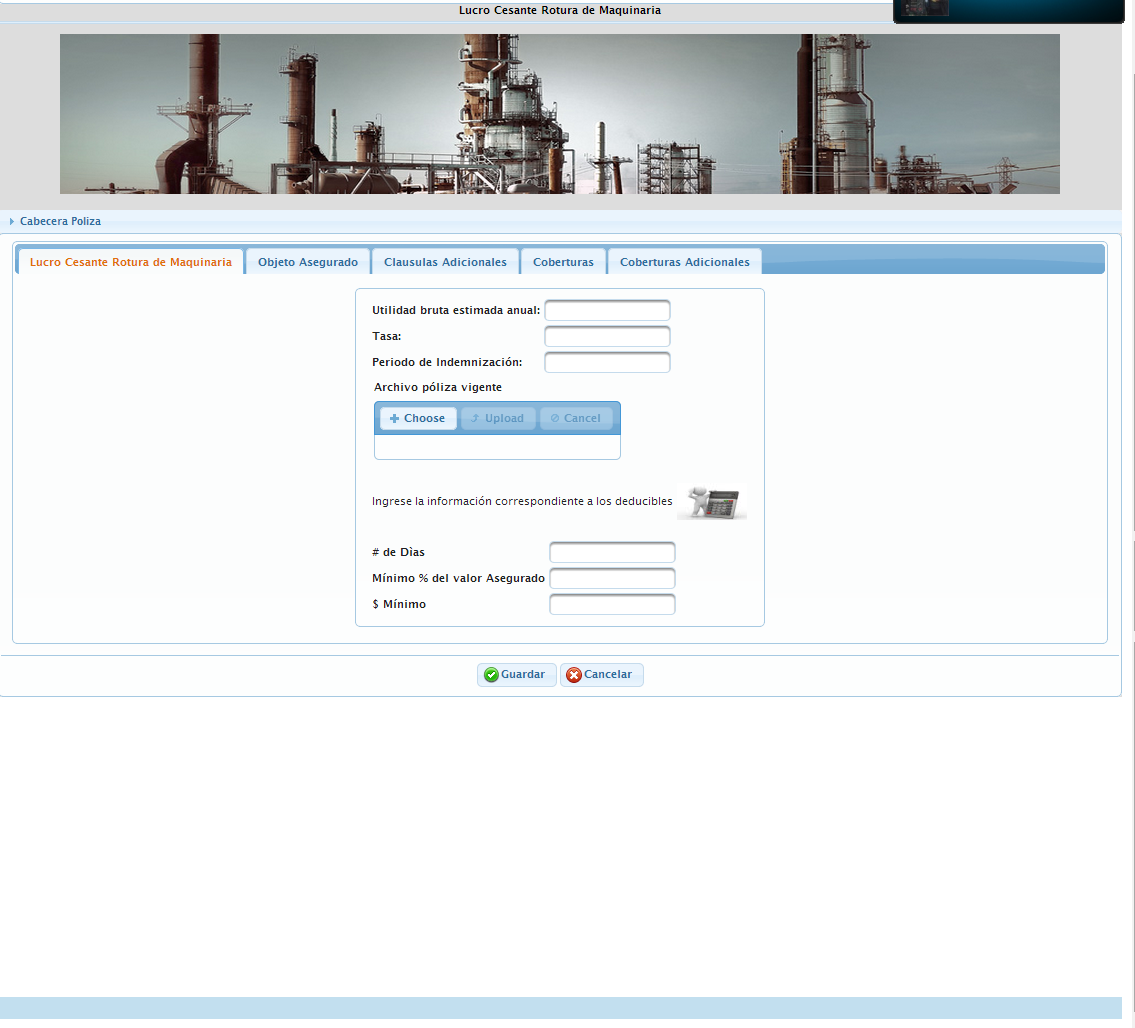 Lucro Cesante Rotura de Maquinaria
Cabecera Poliza
Lucro Cesante Rotura de Maquinaria Objeto Asegurado Clausulas Adicionales Coberturas Coberturas Adicionales
Utilidad bruta estimada anual:
Tasa:
Periodo de Indemnización:
Archivo póliza vigente
Choose Upload Cancel
Ingrese la información correspondiente a los deducibles
# de Dìas
Mínimo % del valor Asegurado
$ Mínimo
Guardar Cancelar